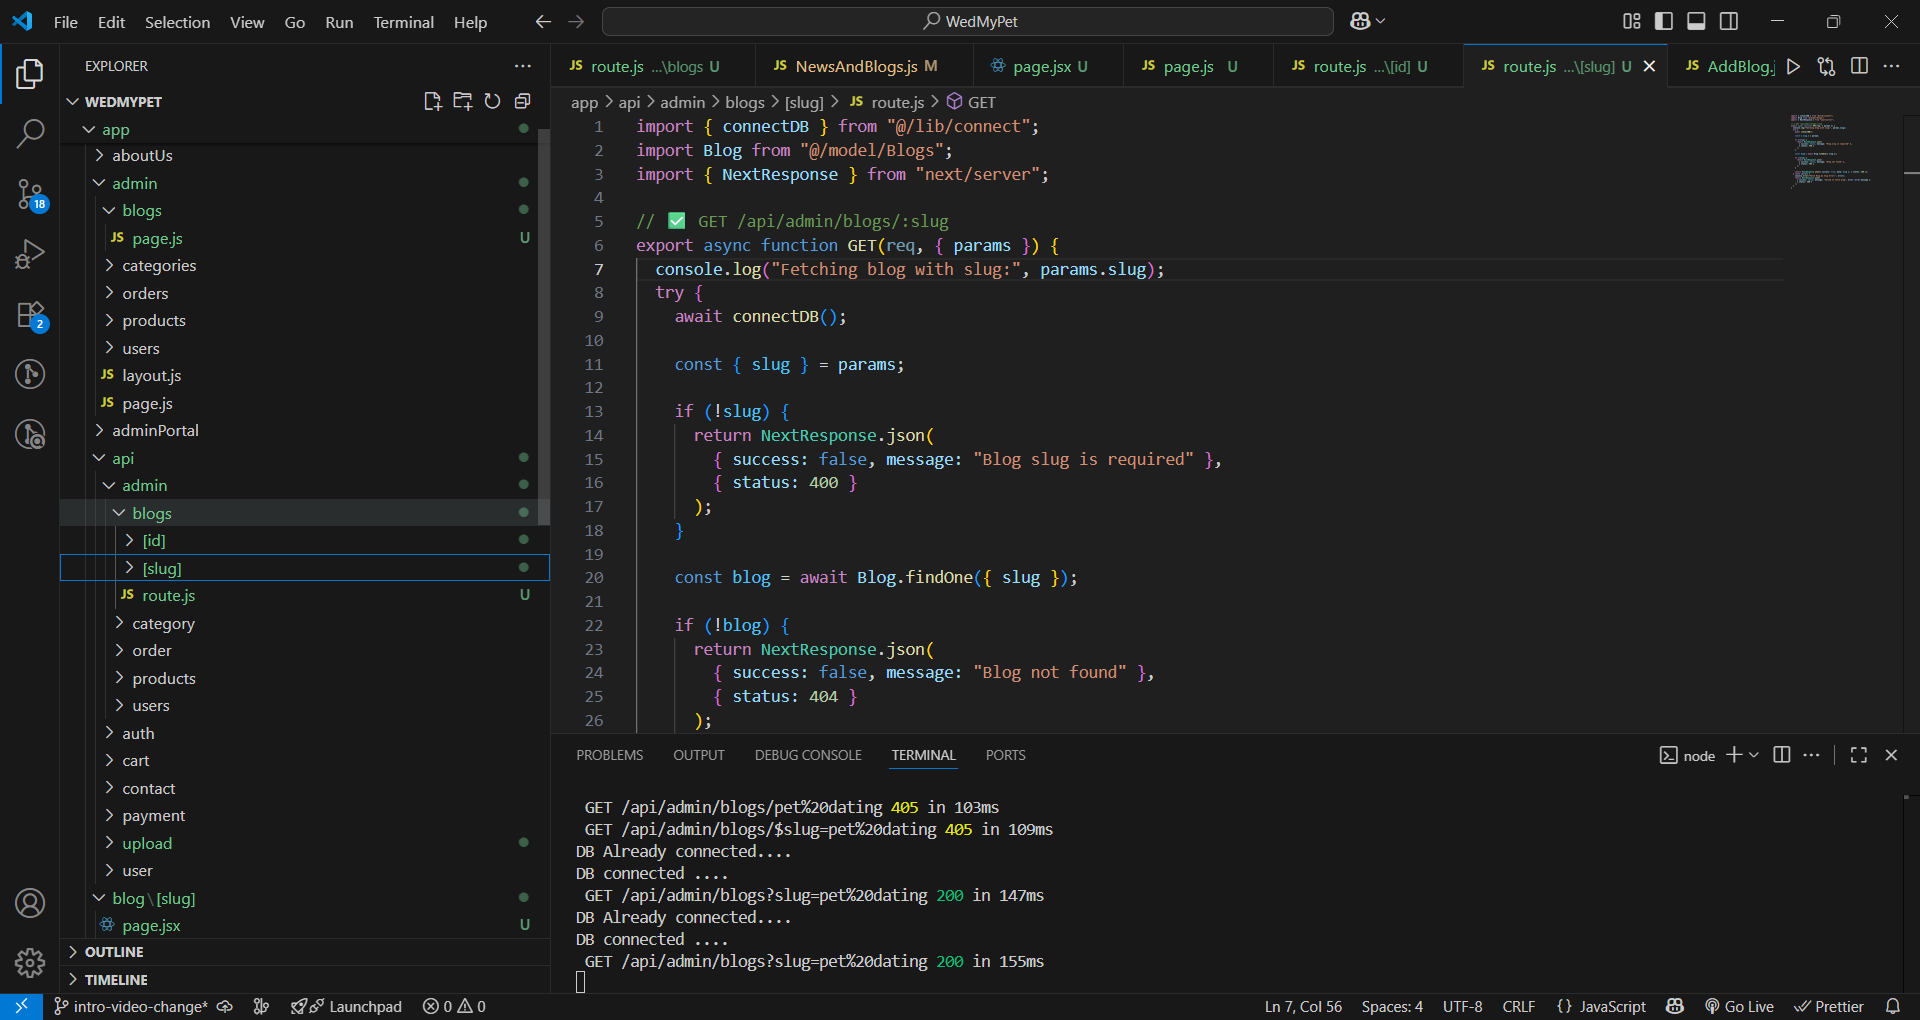 File Edit Selection View Go Run Terminal Help
WedMyPet
EXPLORER
WEDMYPET
app
aboutUs
admin
blogs
JS page.js U
categories
orders
products
users
JS layout.js
JS page.js
adminPortal
api
admin
blogs
[id]
[slug]
JS route.js U
category
order
products
users
auth
cart
contact
payment
upload
user
blog\[slug]
page.jsx U
OUTLINE
TIMELINE
18
2
JS route.js ...\blogs U
JS NewsAndBlogs.js M
page.jsx U
JS page.js U
JS route.js ...\[id] U
JS route.js ...\[slug] U
JS AddBlog.j
app > api > admin > blogs > [slug] > JS route.js > GET
1 import { connectDB } from "@/lib/connect";
2 import Blog from "@/model/Blogs";
3 import { NextResponse } from "next/server";
4
5 // ✅ GET /api/admin/blogs/:slug
6 export async function GET(req, { params }) {
7 console.log("Fetching blog with slug:", params.slug);
8 try {
9 await connectDB();
10
11 const { slug } = params;
12
13 if (!slug) {
14 return NextResponse.json(
15 { success: false, message: "Blog slug is required" },
16 { status: 400 }
17 );
18 }
19
20 const blog = await Blog.findOne({ slug });
21
22 if (!blog) {
23 return NextResponse.json(
24 { success: false, message: "Blog not found" },
25 { status: 404 }
26 );
PROBLEMS OUTPUT DEBUG CONSOLE TERMINAL PORTS
node
GET /api/admin/blogs/pet%20dating 405 in 103ms
GET /api/admin/blogs/$slug=pet%20dating 405 in 109ms
DB Already connected....
DB connected ....
GET /api/admin/blogs?slug=pet%20dating 200 in 147ms
DB Already connected....
DB connected ....
GET /api/admin/blogs?slug=pet%20dating 200 in 155ms
intro-video-change* Launchpad 0 0
Ln 7, Col 56 Spaces: 4 UTF-8 CRLF {} JavaScript Go Live Prettier